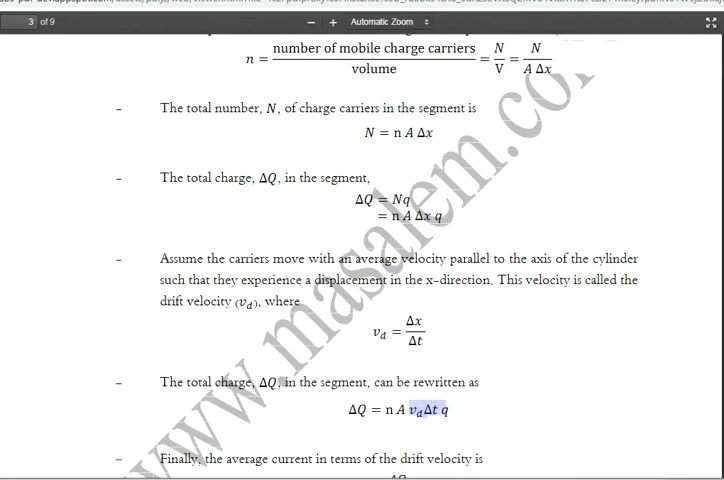 3 of 9
Automatic Zoom
n = number of mobile charge carriers / volume = N / V = N / A Δx
- The total number, N, of charge carriers in the segment is
N = n A Δx
- The total charge, ΔQ, in the segment,
ΔQ = Nq
= n A Δx q
- Assume the carriers move with an average velocity parallel to the axis of the cylinder
such that they experience a displacement in the x-direction. This velocity is called the
drift velocity (v_d), where
v_d = Δx / Δt
- The total charge, ΔQ, in the segment, can be rewritten as
ΔQ = n A v_dΔt q
- Finally, the average current in terms of the drift velocity is
ΔQ
www.masalem.com